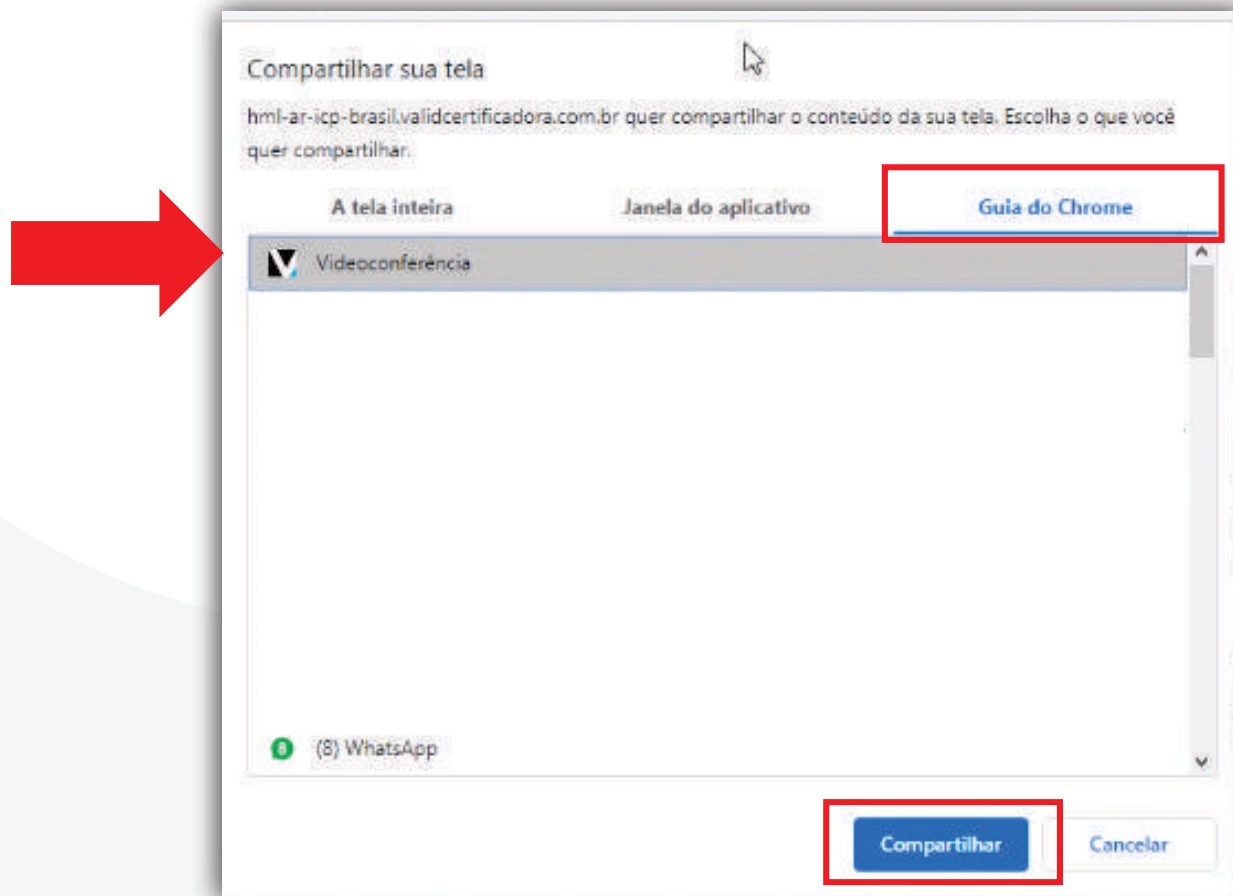 Compartilhar sua tela
hml-ar-icp-brasil.validcertificadora.com.br quer compartilhar o conteúdo da sua tela. Escolha o que você
quer compartilhar.
A tela inteira Janela do aplicativo Guia do Chrome
Videoconferência
8 (8) WhatsApp
Compartilhar Cancelar